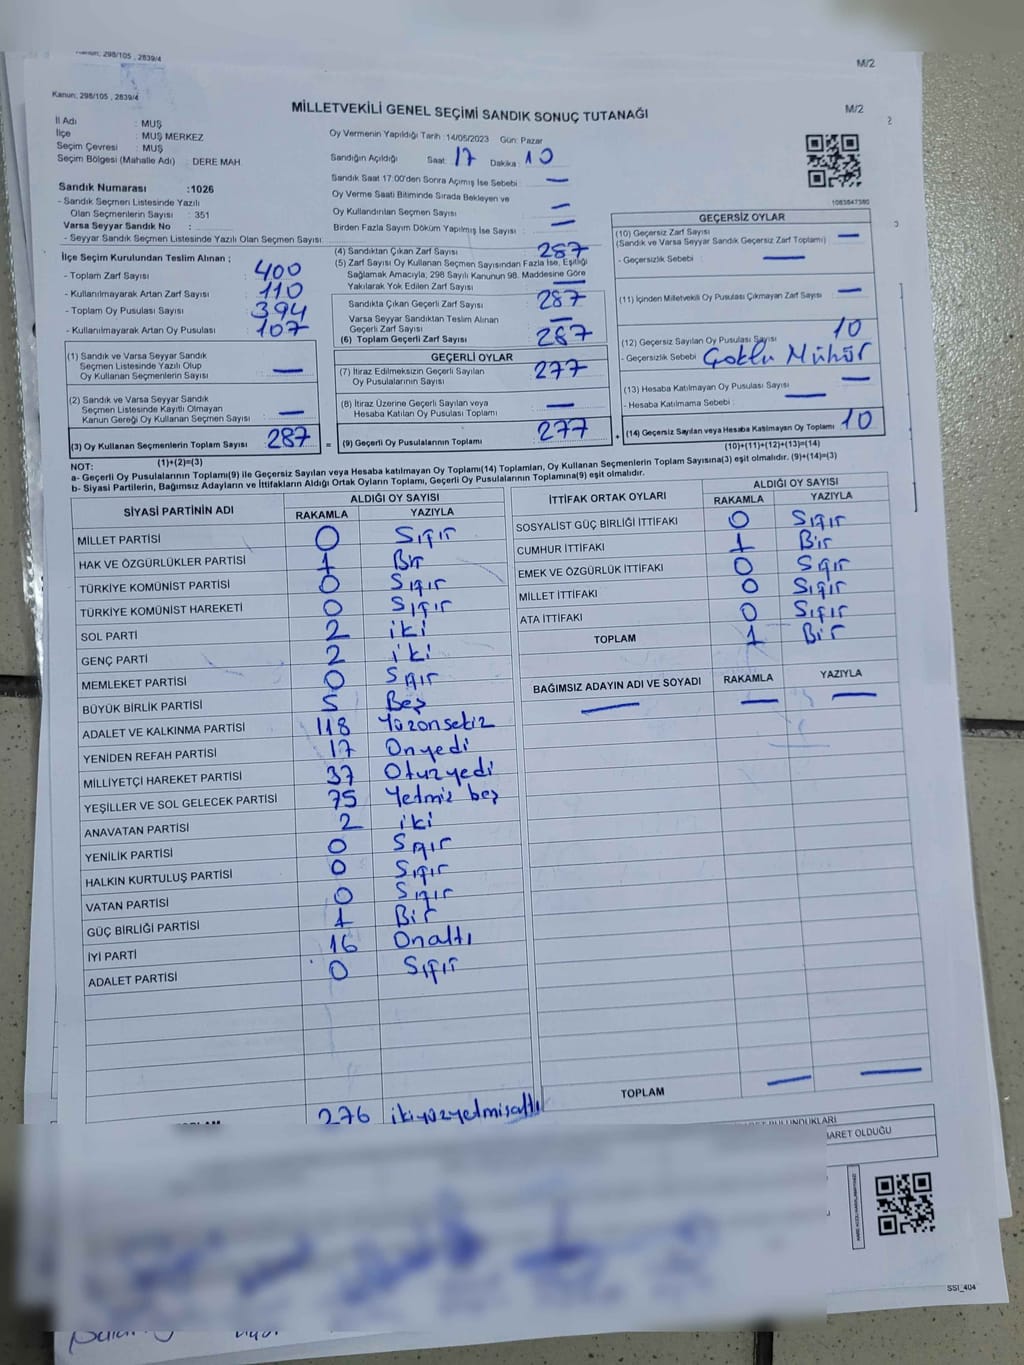 Kanun; 298/105 , 2839/4
M/2
Kanun; 298/105 , 2839/4
MİLLETVEKİLİ GENEL SEÇİMİ SANDIK SONUÇ TUTANAĞI
M/2
2
İl Adı : MUŞ
İlçe : MUŞ MERKEZ
Seçim Çevresi : MUŞ
Seçim Bölgesi (Mahalle Adı) : DERE MAH
Oy Vermenin Yapıldığı Tarih : 14/05/2023 Gün: Pazar
Sandığın Açıldığı Saat: 17 Dakika : 10
Sandık Saat 17:00'den Sonra Açımış İse Sebebi : —
Oy Verme Saati Bitiminde Sırada Bekleyen ve
Oy Kullandırılan Seçmen Sayısı : —
Birden Fazla Sayım Döküm Yapılmış İse Sayısı : —
1083847380
Sandık Numarası :1026
- Sandık Seçmen Listesinde Yazılı
Olan Seçmenlerin Sayısı : 351
Varsa Seyyar Sandık No :
- Seyyar Sandık Seçmen Listesinde Yazılı Olan Seçmen Sayısı :
İlçe Seçim Kurulundan Teslim Alınan ;
- Toplam Zarf Sayısı : 400
- Kullanılmayarak Artan Zarf Sayısı : 110
- Toplam Oy Pusulası Sayısı : 394
- Kullanılmayarak Artan Oy Pusulası : 107
(1) Sandık ve Varsa Seyyar Sandık
Seçmen Listesinde Yazılı Olup
Oy Kullanan Seçmenlerin Sayısı : —
(2) Sandık ve Varsa Seyyar Sandık
Seçmen Listesinde Kayıtlı Olmayan
Kanun Gereği Oy Kullanan Seçmen Sayısı : —
(3) Oy Kullanan Seçmenlerin Toplam Sayısı : 287
(1)+(2)=(3)
(4) Sandıktan Çıkan Zarf Sayısı : 287
(5) Zarf Sayısı Oy Kullanan Seçmen Sayısından Fazla İse, Eşitliği
Sağlamak Amacıyla, 298 Sayılı Kanunun 98. Maddesine Göre
Yakılarak Yok Edilen Zarf Sayısı : —
Sandıkta Çıkan Geçerli Zarf Sayısı : 287
Varsa Seyyar Sandıktan Teslim Alınan
Geçerli Zarf Sayısı : —
(6) Toplam Geçerli Zarf Sayısı : 287
GEÇERLİ OYLAR
(7) İtiraz Edilmeksizin Geçerli Sayılan
Oy Pusulalarının Sayısı : 277
(8) İtiraz Üzerine Geçerli Sayılan veya
Hesaba Katılan Oy Pusulası Toplamı : —
= (9) Geçerli Oy Pusulalarının Toplamı : 277
GEÇERSİZ OYLAR
(10) Geçersiz Zarf Sayısı : —
(Sandık ve Varsa Seyyar Sandık Geçersiz Zarf Toplamı)
- Geçersizlik Sebebi : —
(11) İçinden Milletvekili Oy Pusulası Çıkmayan Zarf Sayısı : —
(12) Geçersiz Sayılan Oy Pusulası Sayısı : 10
- Geçersizlik Sebebi : Çoklu Mühür
(13) Hesaba Katılmayan Oy Pusulası Sayısı : —
- Hesaba Katılmama Sebebi : —
+ (14) Geçersiz Sayılan veya Hesaba Katılmayan Oy Toplamı : 10
(10)+(11)+(12)+(13)=(14)
NOT:
a- Geçerli Oy Pusulaların Toplamı(9) ile Geçersiz Sayılan veya Hesaba katılmayan Oy Toplamı(14) Toplamları, Oy Kullanan Seçmenlerin Toplam Sayısına(3) eşit olmalıdır. (9)+(14)=(3)
b- Siyasi Partilerin, Bağımsız Adayların ve İttifakların Aldığı Ortak Oyların Toplamı, Geçerli Oy Pusulalarının Toplamına(9) eşit olmalıdır.
SİYASİ PARTİNİN ADI ALDIĞI OY SAYISI
RAKAMLA YAZIYLA
MİLLET PARTİSİ 0 Sıfır
HAK VE ÖZGÜRLÜKLER PARTİSİ 1 Bir
TÜRKİYE KOMÜNİST PARTİSİ 0 Sıfır
TÜRKİYE KOMÜNİST HAREKETİ 0 Sıfır
SOL PARTİ 2 iki
GENÇ PARTİ 2 iki
MEMLEKET PARTİSİ 0 Sıfır
BÜYÜK BİRLİK PARTİSİ 5 Beş
ADALET VE KALKINMA PARTİSİ 118 Yüzonsekiz
YENİDEN REFAH PARTİSİ 17 Onyedi
MİLLİYETÇİ HAREKET PARTİSİ 37 Otuzyedi
YEŞİLLER VE SOL GELECEK PARTİSİ 75 Yetmiş beş
ANAVATAN PARTİSİ 2 iki
YENİLİK PARTİSİ 0 Sıfır
HALKIN KURTULUŞ PARTİSİ 0 Sıfır
VATAN PARTİSİ 0 Sıfır
GÜÇ BİRLİĞİ PARTİSİ 1 Bir
İYİ PARTİ 16 Onaltı
ADALET PARTİSİ 0 Sıfır
276 ikiyüzyetmişaltı
İTTİFAK ORTAK OYLARI ALDIĞI OY SAYISI
RAKAMLA YAZIYLA
SOSYALİST GÜÇ BİRLİĞİ İTTİFAKI 0 Sıfır
CUMHUR İTTİFAKI 1 Bir
EMEK VE ÖZGÜRLÜK İTTİFAKI 0 Sıfır
MİLLET İTTİFAKI 0 Sıfır
ATA İTTİFAKI 0 Sıfır
TOPLAM 1 Bir
BAĞIMSIZ ADAYIN ADI VE SOYADI RAKAMLA YAZIYLA
— — —
TOPLAM — —
OLDUĞU
SSI_404